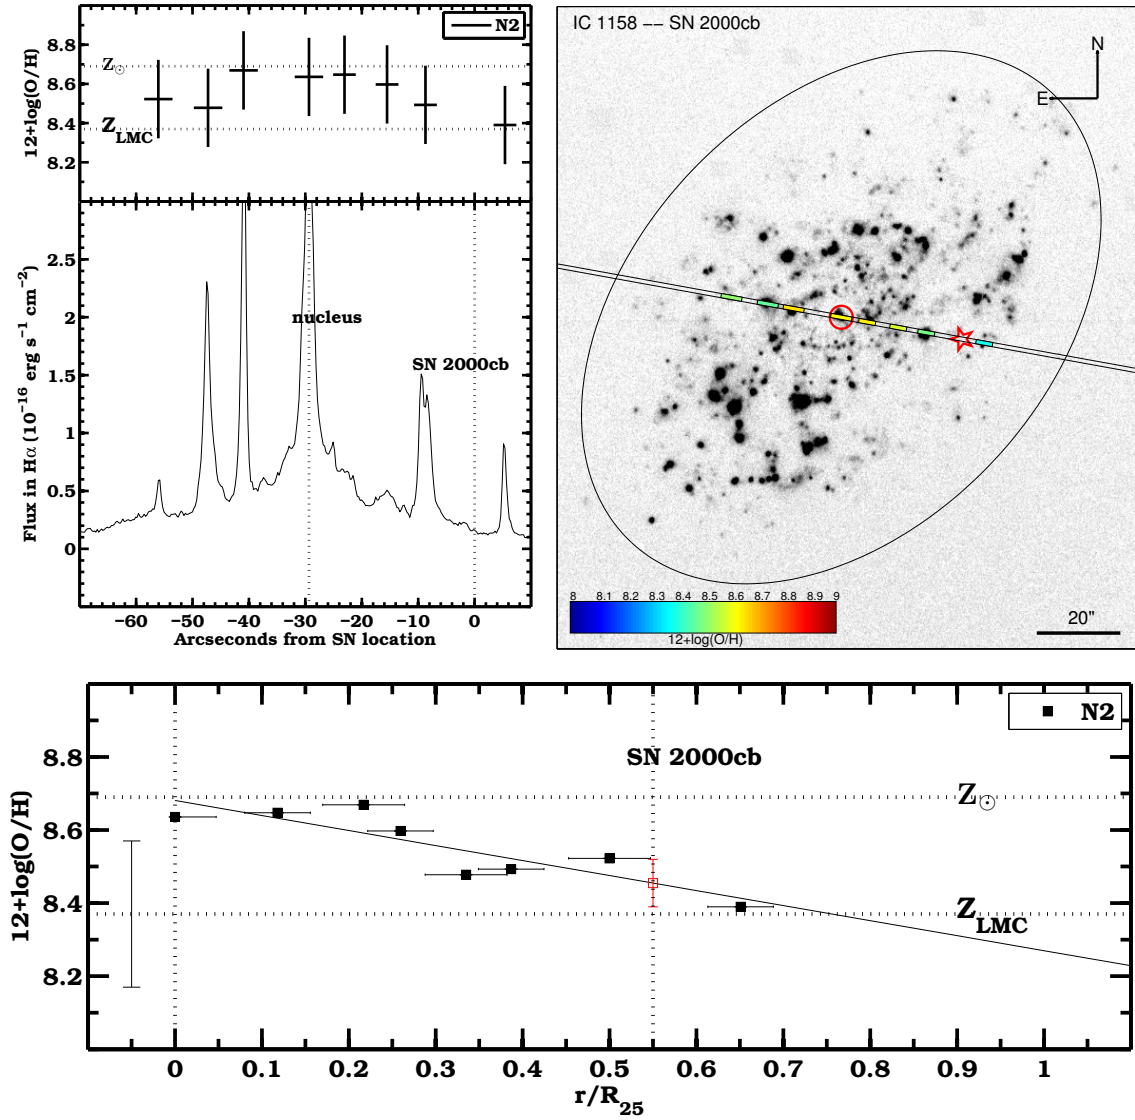 N2
8.8
8.6
8.4
8.2
12+log(O/H)
Z☉
Z_LMC
2.5
2
1.5
1
0.5
0
Flux in Hα (10⁻¹⁶ erg s⁻¹ cm⁻²)
nucleus
SN 2000cb
−60 −50 −40 −30 −20 −10 0
Arcseconds from SN location
IC 1158 −− SN 2000cb
N
E
8 8.1 8.2 8.3 8.4 8.5 8.6 8.7 8.8 8.9 9
12+log(O/H)
20"
N2
SN 2000cb
Z☉
Z_LMC
8.8
8.6
8.4
8.2
12+log(O/H)
0 0.1 0.2 0.3 0.4 0.5 0.6 0.7 0.8 0.9 1
r/R₂₅